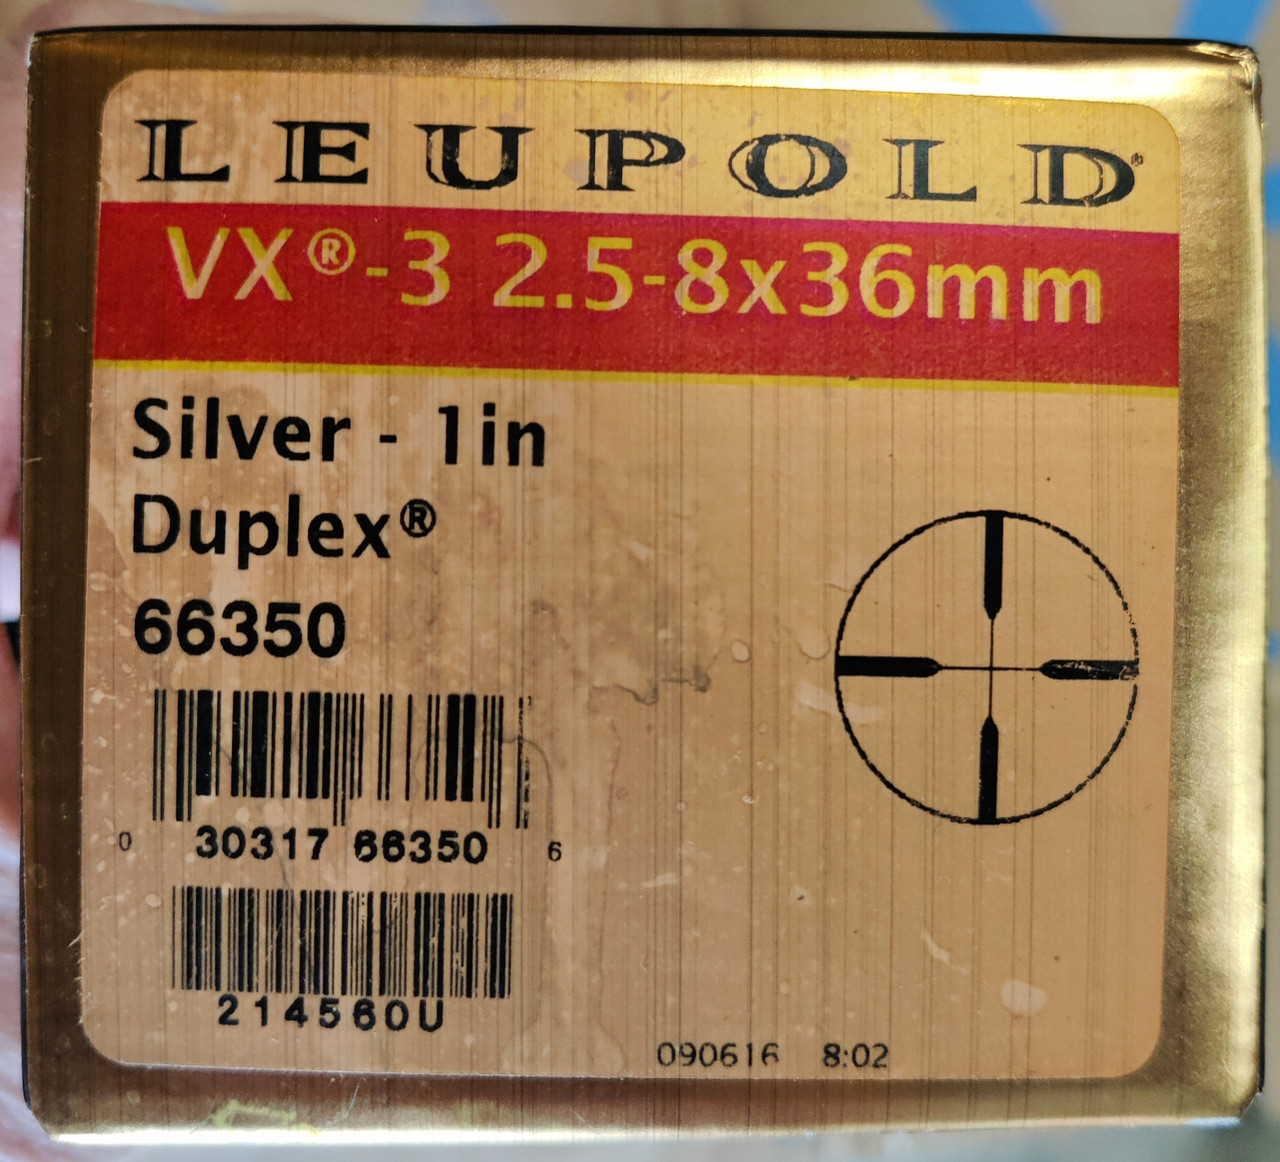 LEUPOLD®
VX®-3 2.5-8x36mm
Silver - 1in
Duplex®
66350
0 30317 66350 6
214560U
090616 8:02